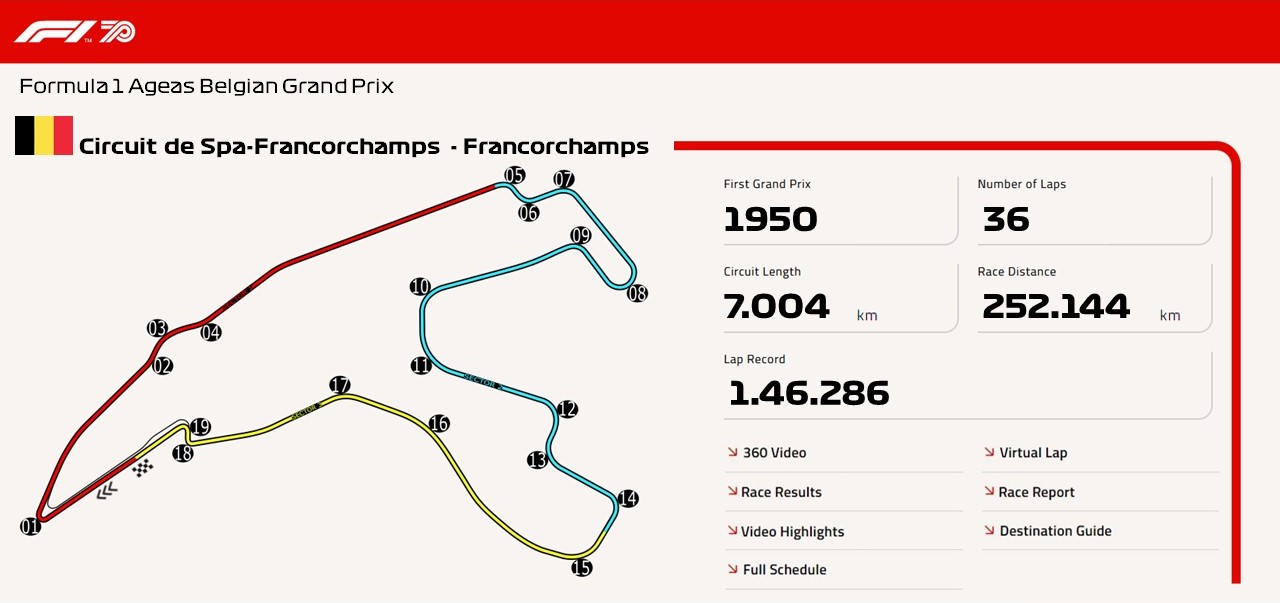 F1 ™ 70
Formula 1 Ageas Belgian Grand Prix
Circuit de Spa-Francorchamps - Francorchamps
First Grand Prix
1950
Number of Laps
36
Circuit Length
7.004 km
Race Distance
252.144 km
Lap Record
1.46.286
360 Video
Virtual Lap
Race Results
Race Report
Video Highlights
Destination Guide
Full Schedule
05
07
06
09
08
10
03
04
02
11
SECTOR 2
17
SECTOR 3
12
16
19
18
13
14
01
15